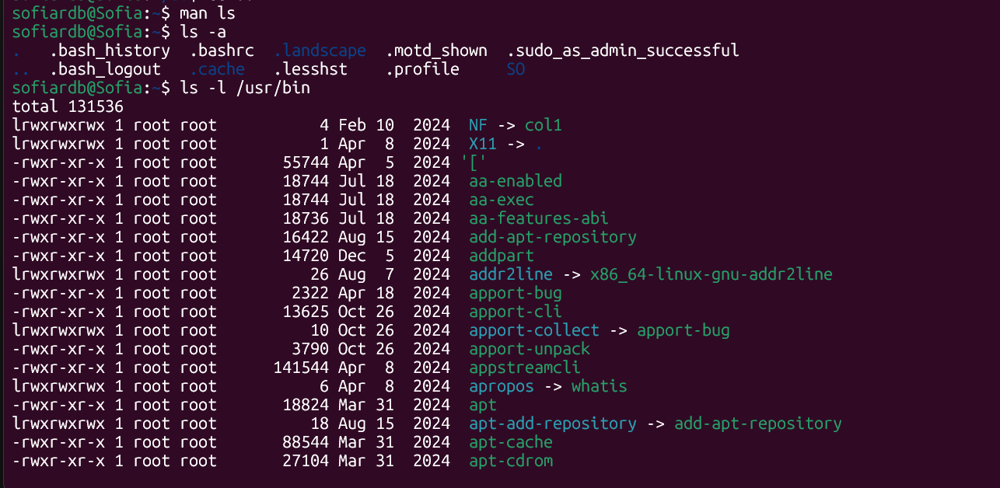 sofiardb@Sofia:~$ man ls
sofiardb@Sofia:~$ ls -a
.   .bash_history  .bashrc  .landscape  .motd_shown  .sudo_as_admin_successful
..  .bash_logout   .cache   .lesshst    .profile     SO
sofiardb@Sofia:~$ ls -l /usr/bin
total 131536
lrwxrwxrwx 1 root root           4 Feb 10  2024  NF -> col1
lrwxrwxrwx 1 root root           1 Apr  8  2024  X11 -> .
-rwxr-xr-x 1 root root       55744 Apr  5  2024 '['
-rwxr-xr-x 1 root root       18744 Jul 18  2024  aa-enabled
-rwxr-xr-x 1 root root       18744 Jul 18  2024  aa-exec
-rwxr-xr-x 1 root root       18736 Jul 18  2024  aa-features-abi
-rwxr-xr-x 1 root root       16422 Aug 15  2024  add-apt-repository
-rwxr-xr-x 1 root root       14720 Dec  5  2024  addpart
lrwxrwxrwx 1 root root          26 Aug  7  2024  addr2line -> x86_64-linux-gnu-addr2line
-rwxr-xr-x 1 root root        2322 Apr 18  2024  apport-bug
-rwxr-xr-x 1 root root       13625 Oct 26  2024  apport-cli
lrwxrwxrwx 1 root root          10 Oct 26  2024  apport-collect -> apport-bug
-rwxr-xr-x 1 root root        3790 Oct 26  2024  apport-unpack
-rwxr-xr-x 1 root root      141544 Apr  8  2024  appstreamcli
lrwxrwxrwx 1 root root           6 Apr  8  2024  apropos -> whatis
-rwxr-xr-x 1 root root       18824 Mar 31  2024  apt
lrwxrwxrwx 1 root root          18 Aug 15  2024  apt-add-repository -> add-apt-repository
-rwxr-xr-x 1 root root       88544 Mar 31  2024  apt-cache
-rwxr-xr-x 1 root root       27104 Mar 31  2024  apt-cdrom